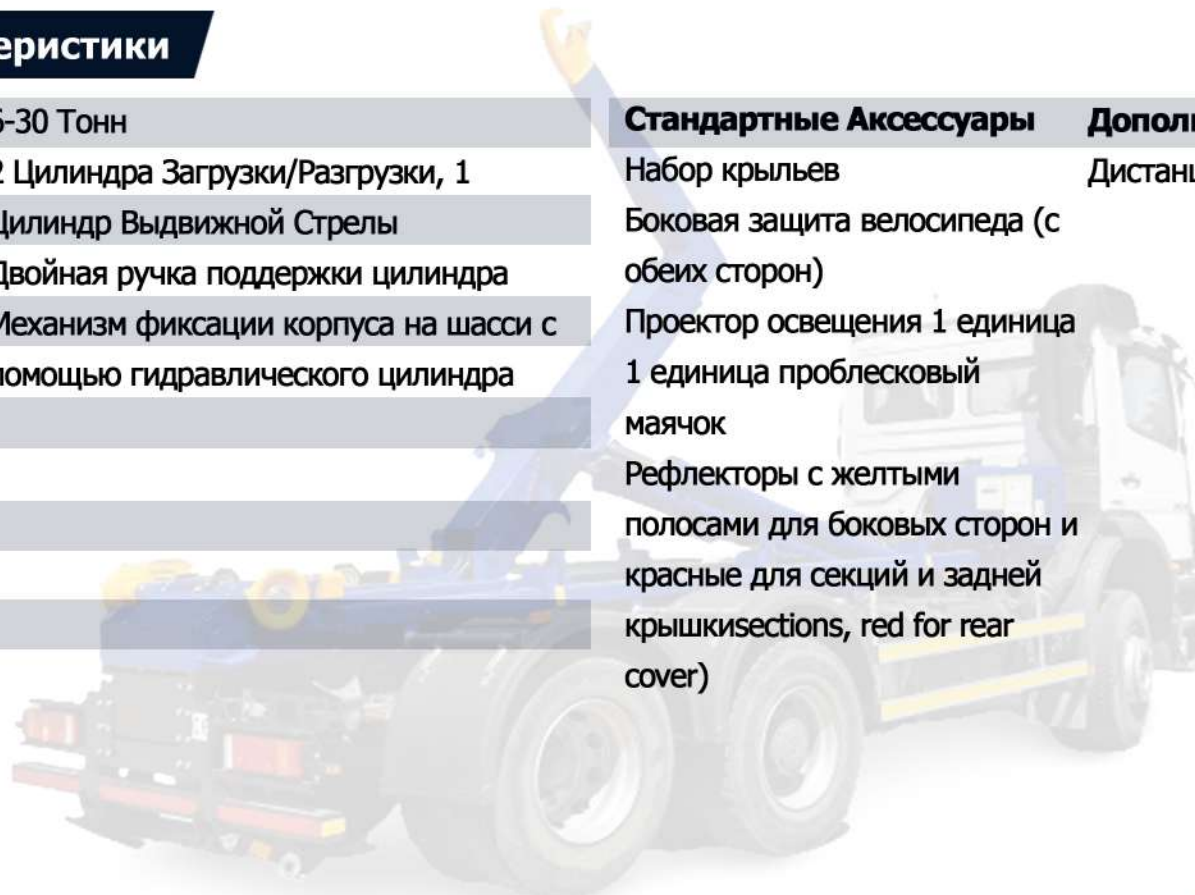 еристики
6-30 Тонн
2 Цилиндра Загрузки/Разгрузки, 1
Цилиндр Выдвижной Стрелы
Двойная ручка поддержки цилиндра
Механизм фиксации корпуса на шасси с
помощью гидравлического цилиндра
Стандартные Аксессуары
Набор крыльев
Боковая защита велосипеда (с
обеих сторон)
Проектор освещения 1 единица
1 единица проблесковый
маячок
Рефлекторы с желтыми
полосами для боковых сторон и
красные для секций и задней
крышкиsections, red for rear
cover)
Дополн
Дистанц